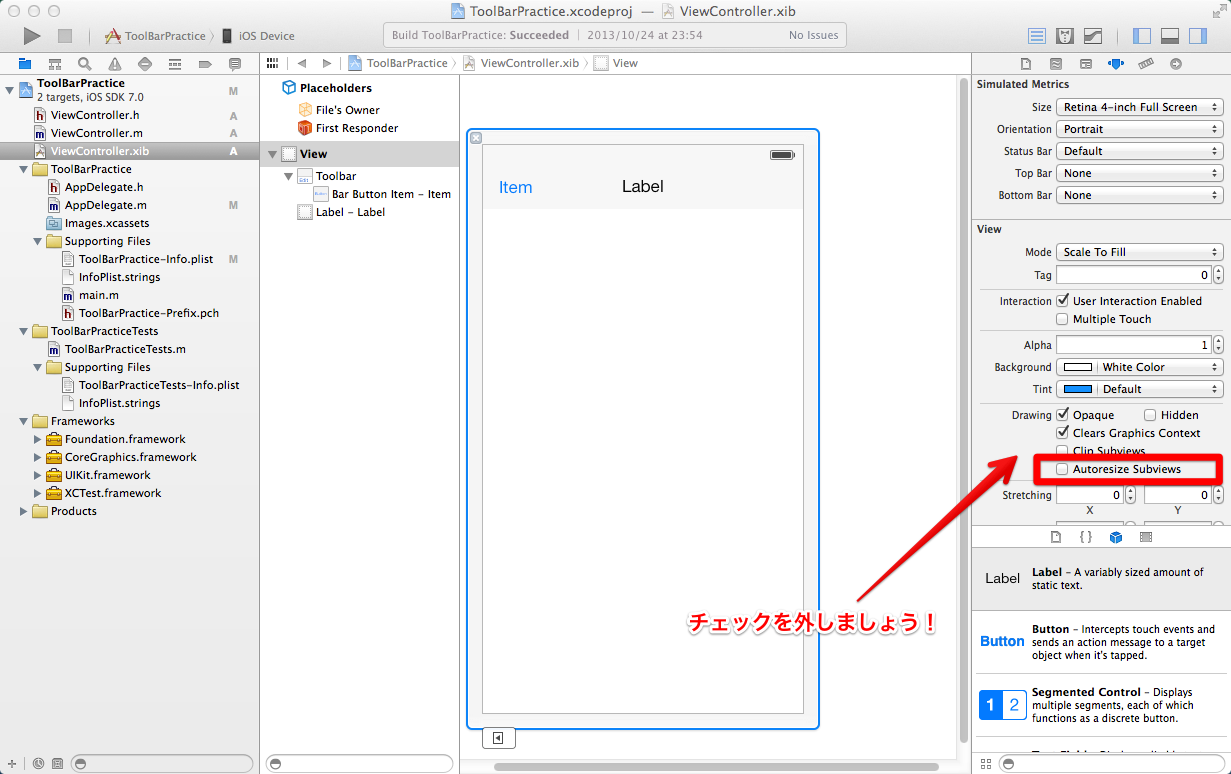 ToolBarPractice.xcodeproj — ViewController.xib
ToolBarPractice iOS Device
Build ToolBarPractice: Succeeded 2013/10/24 at 23:54 No Issues
ToolBarPractice ViewController.xib View
ToolBarPractice
2 targets, iOS SDK 7.0 M
ViewController.h A
ViewController.m A
ViewController.xib A
ToolBarPractice
AppDelegate.h
AppDelegate.m M
Images.xcassets
Supporting Files
ToolBarPractice-Info.plist M
InfoPlist.strings
main.m
ToolBarPractice-Prefix.pch
ToolBarPracticeTests
ToolBarPracticeTests.m
Supporting Files
ToolBarPracticeTests-Info.plist
InfoPlist.strings
Frameworks
Foundation.framework
CoreGraphics.framework
UIKit.framework
XCTest.framework
Products
Placeholders
File's Owner
First Responder
View
Toolbar
Bar Button Item - Item
Label - Label
Item Label
チェックを外しましょう！
Simulated Metrics
Size Retina 4-inch Full Screen
Orientation Portrait
Status Bar Default
Top Bar None
Bottom Bar None
View
Mode Scale To Fill
Tag 0
Interaction User Interaction Enabled
Multiple Touch
Alpha 1
Background White Color
Tint Default
Drawing Opaque Hidden
Clears Graphics Context
Clip Subviews
Autoresize Subviews
Stretching 0 0
X Y
{ }
Label Label - A variably sized amount of
static text.
Button Button - Intercepts touch events and
sends an action message to a target
object when it's tapped.
1 2 Segmented Control - Displays
multiple segments, each of which
functions as a discrete button.